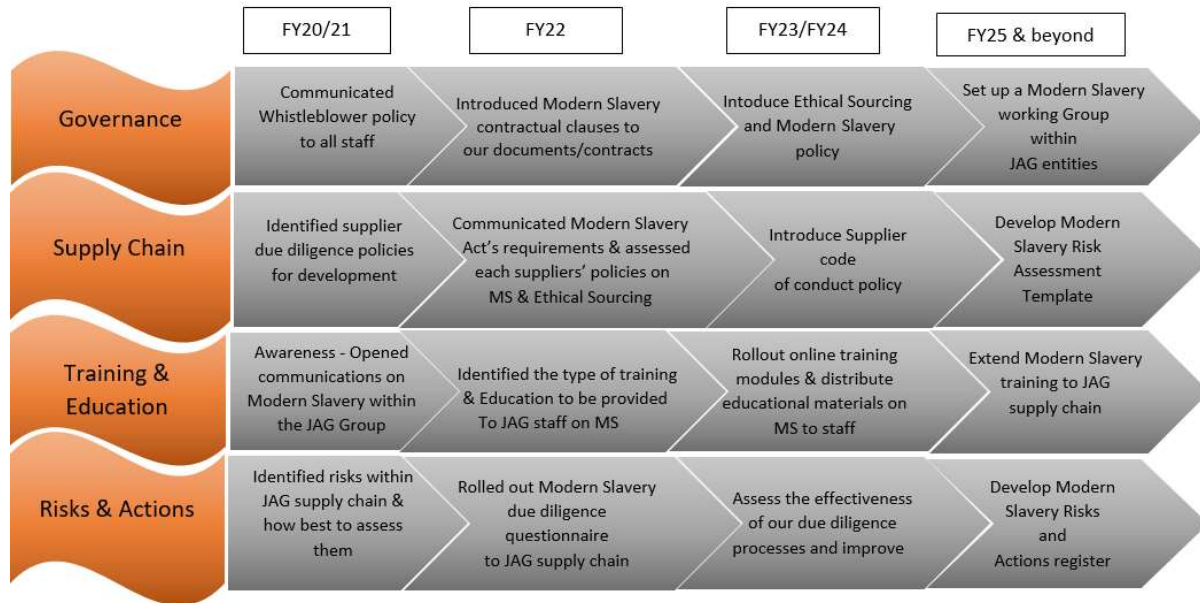 FY20/21
FY22
FY23/FY24
FY25 & beyond
Governance
Communicated
Whistleblower policy
to all staff
Introduced Modern Slavery
contractual clauses to
our documents/contracts
Intoduce Ethical Sourcing
and Modern Slavery
policy
Set up a Modern Slavery
working Group
within
JAG entities
Supply Chain
Identified supplier
due diligence policies
for development
Communicated Modern Slavery
Act's requirements & assessed
each suppliers' policies on
MS & Ethical Sourcing
Introduce Supplier
code
of conduct policy
Develop Modern
Slavery Risk
Assessment
Template
Training &
Education
Awareness - Opened
communications on
Modern Slavery within
the JAG Group
Identified the type of training
& Education to be provided
To JAG staff on MS
Rollout online training
modules & distribute
educational materials on
MS to staff
Extend Modern Slavery
training to JAG
supply chain
Risks & Actions
Identified risks within
JAG supply chain &
how best to assess
them
Rolled out Modern Slavery
due diligence
questionnaire
to JAG supply chain
Assess the effectiveness
of our due diligence
processes and improve
Develop Modern
Slavery Risks
and
Actions register